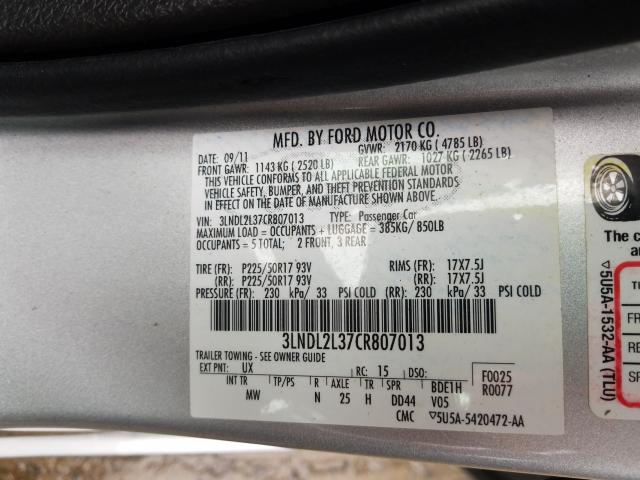 MFD. BY FORD MOTOR CO.
DATE: 09/11 GVWR: 2170 KG ( 4785 LB)
FRONT GAWR: 1143 KG ( 2520 LB) REAR GAWR: 1027 KG ( 2265 LB)
THIS VEHICLE CONFORMS TO ALL APPLICABLE FEDERAL MOTOR
VEHICLE SAFETY, BUMPER, AND THEFT PREVENTION STANDARDS
IN EFFECT ON THE DATE OF MANUFACTURE SHOWN ABOVE.
VIN: 3LNDL2L37CR807013 TYPE: Passenger Car
MAXIMUM LOAD = OCCUPANTS + LUGGAGE = 385KG/ 850LB
OCCUPANTS = 5 TOTAL; 2 FRONT, 3 REAR
TIRE (FR): P225/50R17 93V RIMS (FR): 17X7.5J
(RR): P225/50R17 93V (RR): 17X7.5J
PRESSURE (FR): 230 kPa/ 33 PSI COLD (RR): 230 kPa/ 33 PSI COLD
3LNDL2L37CR807013
TRAILER TOWING - SEE OWNER GUIDE
EXT PNT: UX RC: 15 DSO: F0025
INT TR TP/PS R AXLE TR SPR BDE1H R0077
MW N 25 H DD44 V05
CMC ▽5U5A-5420472-AA
▽5U5A-1532-AA (TLU)
The c
an
TI
FR
RE
SP